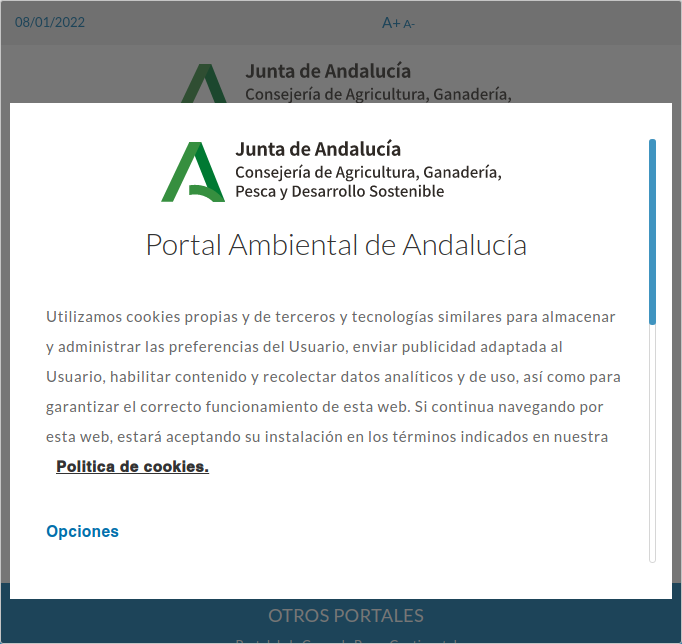 08/01/2022
A+ A-
Junta de Andalucía
Consejería de Agricultura, Ganadería,
Junta de Andalucía
Consejería de Agricultura, Ganadería,
Pesca y Desarrollo Sostenible
Portal Ambiental de Andalucía
Utilizamos cookies propias y de terceros y tecnologías similares para almacenar
y administrar las preferencias del Usuario, enviar publicidad adaptada al
Usuario, habilitar contenido y recolectar datos analíticos y de uso, así como para
garantizar el correcto funcionamiento de esta web. Si continua navegando por
esta web, estará aceptando su instalación en los términos indicados en nuestra
Politica de cookies.
Opciones
OTROS PORTALES